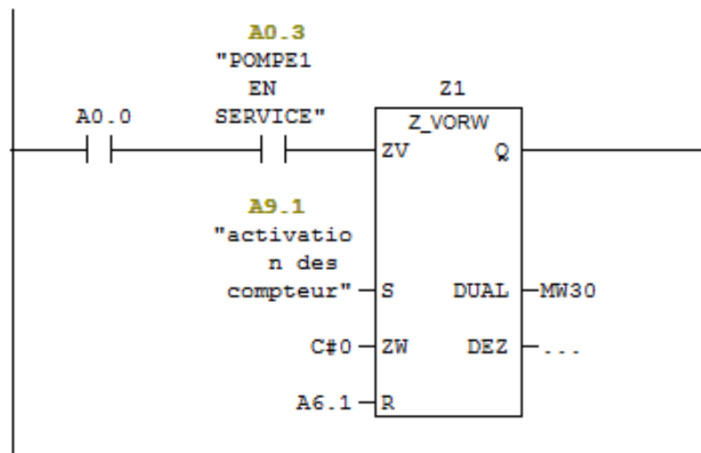 A0.3
"POMPE1
EN
SERVICE"
A0.0
Z1
Z_VORW
ZV
Q
A9.1
"activatio
n des
compteur"
S
DUAL
MW30
C#0
ZW
DEZ
...
A6.1
R